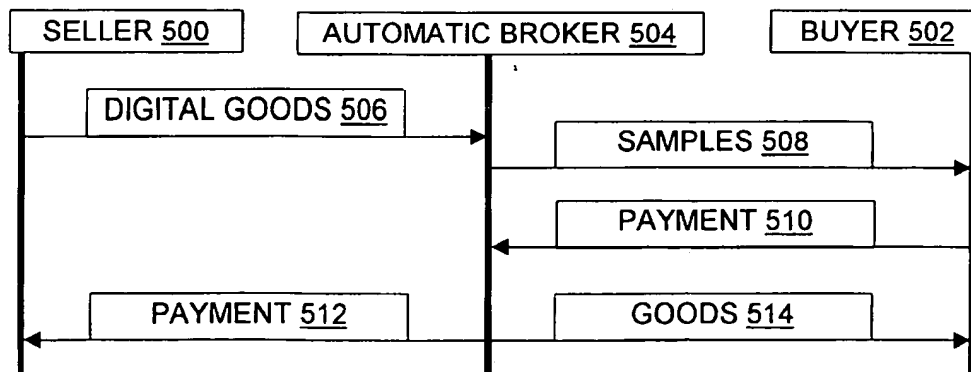 SELLER 500
AUTOMATIC BROKER 504
BUYER 502
DIGITAL GOODS 506
SAMPLES 508
PAYMENT 510
PAYMENT 512
GOODS 514